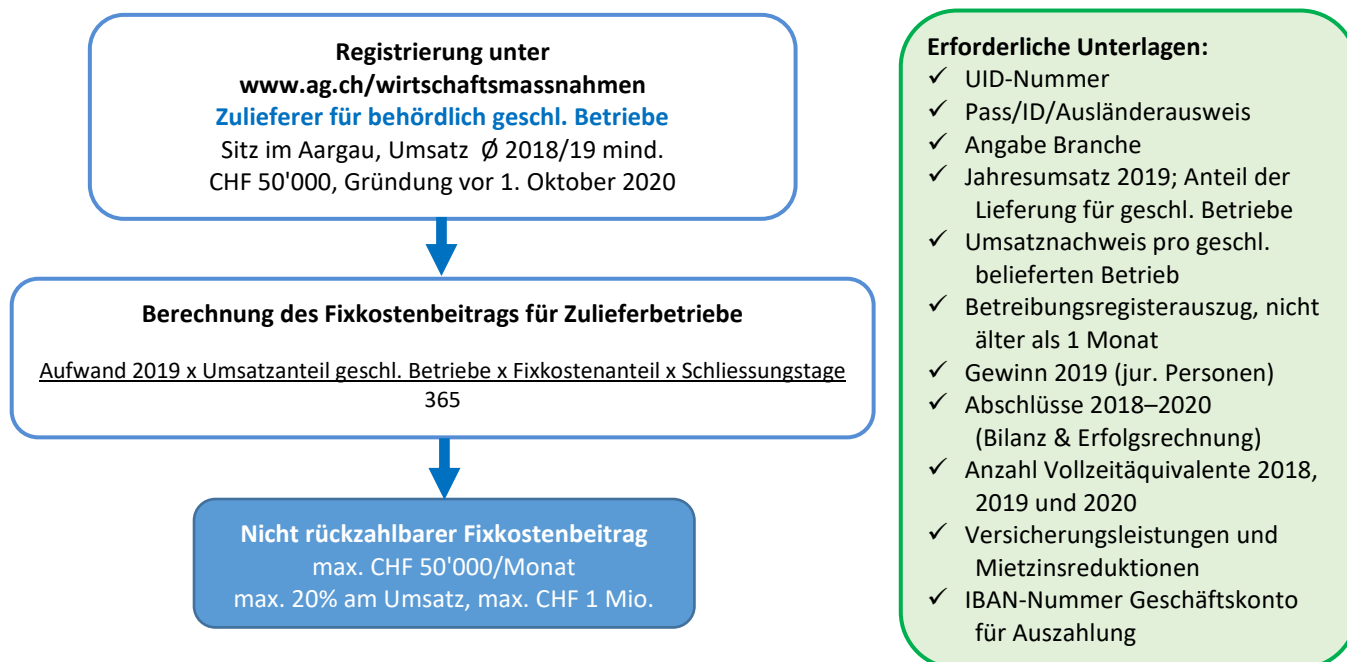 Registrierung unter
www.ag.ch/wirtschaftsmassnahmen
Zulieferer für behördlich geschl. Betriebe
Sitz im Aargau, Umsatz Ø 2018/19 mind.
CHF 50'000, Gründung vor 1. Oktober 2020
Berechnung des Fixkostenbeitrags für Zulieferbetriebe
Aufwand 2019 x Umsatzanteil geschl. Betriebe x Fixkostenanteil x Schliessungstage
365
Nicht rückzahlbarer Fixkostenbeitrag
max. CHF 50'000/Monat
max. 20% am Umsatz, max. CHF 1 Mio.
Erforderliche Unterlagen:
✓ UID-Nummer
✓ Pass/ID/Ausländerausweis
✓ Angabe Branche
✓ Jahresumsatz 2019; Anteil der
Lieferung für geschl. Betriebe
✓ Umsatznachweis pro geschl.
belieferten Betrieb
✓ Betreibungsregisterauszug, nicht
älter als 1 Monat
✓ Gewinn 2019 (jur. Personen)
✓ Abschlüsse 2018–2020
(Bilanz & Erfolgsrechnung)
✓ Anzahl Vollzeitäquivalente 2018,
2019 und 2020
✓ Versicherungsleistungen und
Mietzinsreduktionen
✓ IBAN-Nummer Geschäftskonto
für Auszahlung